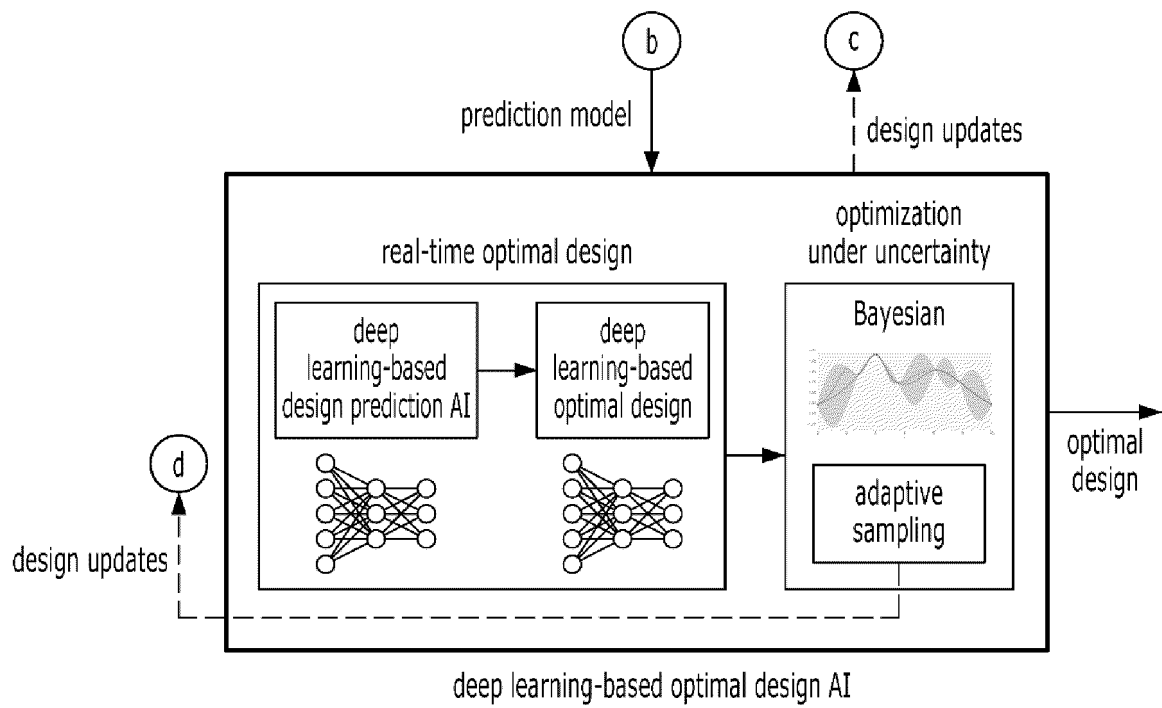 b
c
prediction model
design updates
optimization
under uncertainty
real-time optimal design
deep
learning-based
design prediction AI
deep
learning-based
optimal design
Bayesian
d
optimal
design
adaptive
sampling
design updates
deep learning-based optimal design AI